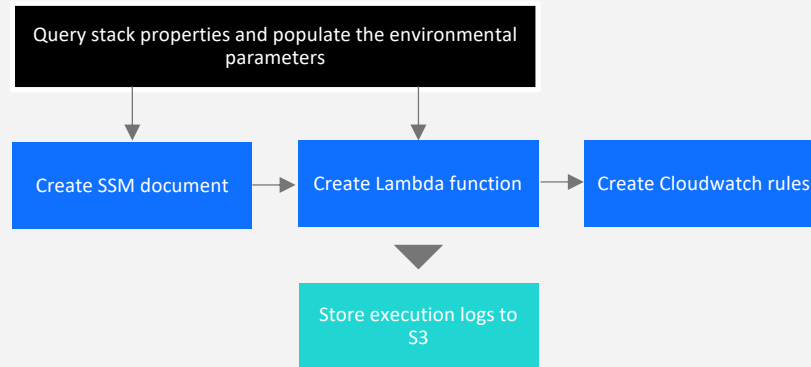 Query stack properties and populate the environmental
parameters
Create SSM document
Create Lambda function
Create Cloudwatch rules
Store execution logs to
S3